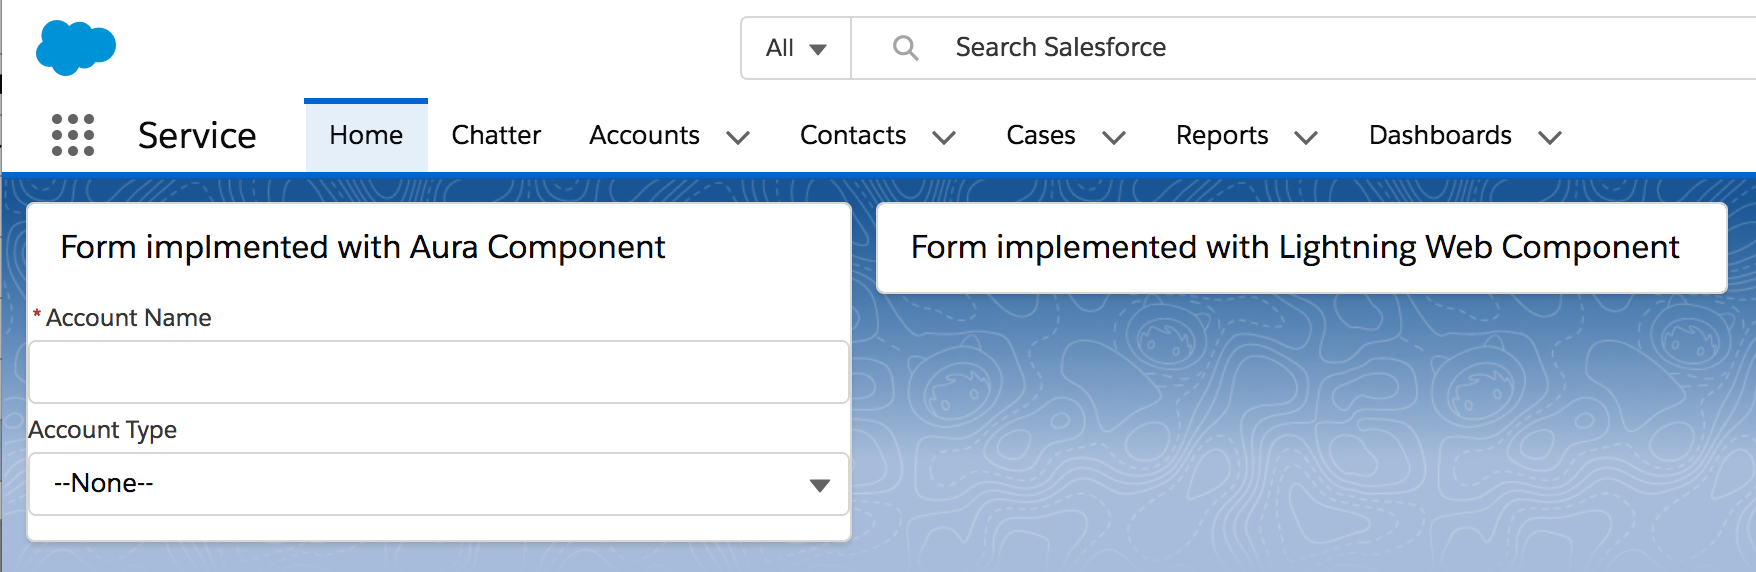 All Search Salesforce
Service Home Chatter Accounts Contacts Cases Reports Dashboards
Form implmented with Aura Component
* Account Name
Account Type
--None--
Form implemented with Lightning Web Component